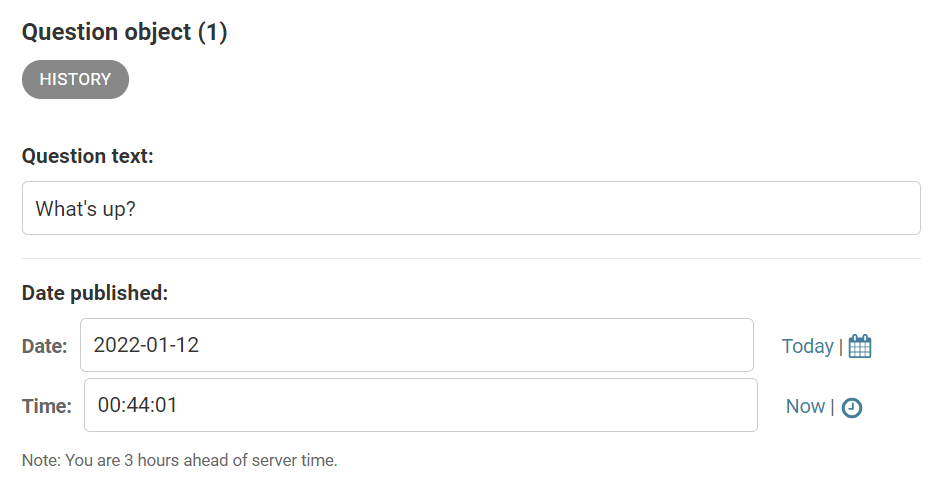 Question object (1)
HISTORY
Question text:
What's up?
Date published:
Date: 2022-01-12 Today |
Time: 00:44:01 Now |
Note: You are 3 hours ahead of server time.